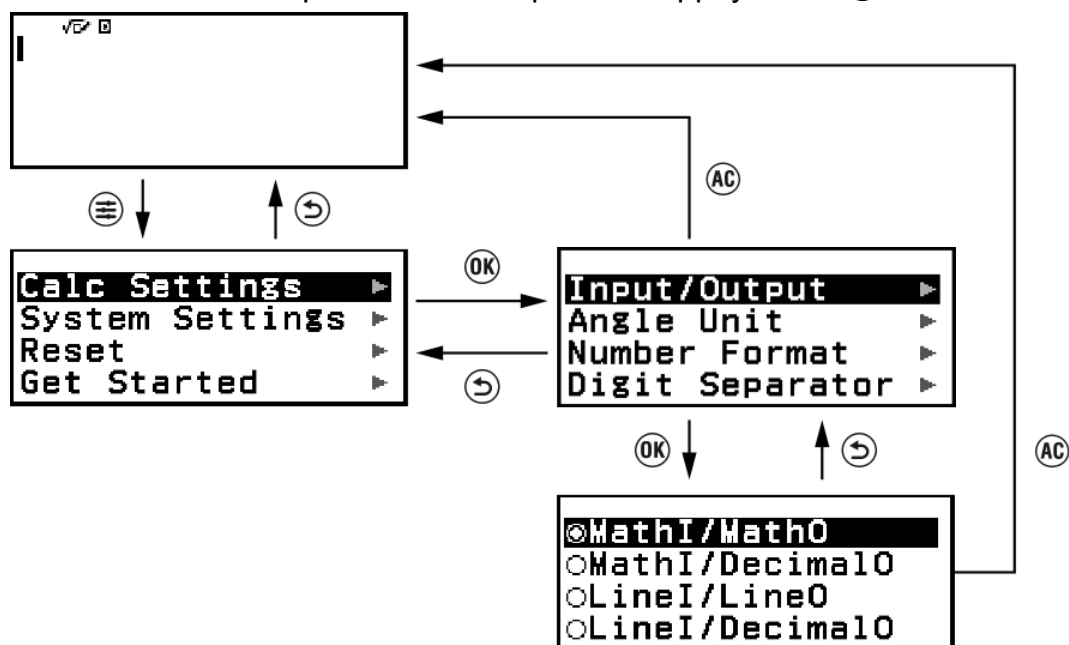 AC
Calc Settings
System Settings
Reset
Get Started
OK
Input/Output
Angle Unit
Number Format
Digit Separator
OK
AC
MathI/MathO
MathI/DecimalO
LineI/LineO
LineI/DecimalO